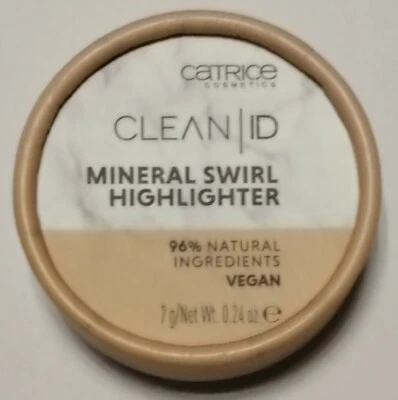 CATRICE
COSMETICS
CLEAN|ID
MINERAL SWIRL
HIGHLIGHTER
96% NATURAL
INGREDIENTS
VEGAN
7 g/Net Wt. 0.24 oz. ℮